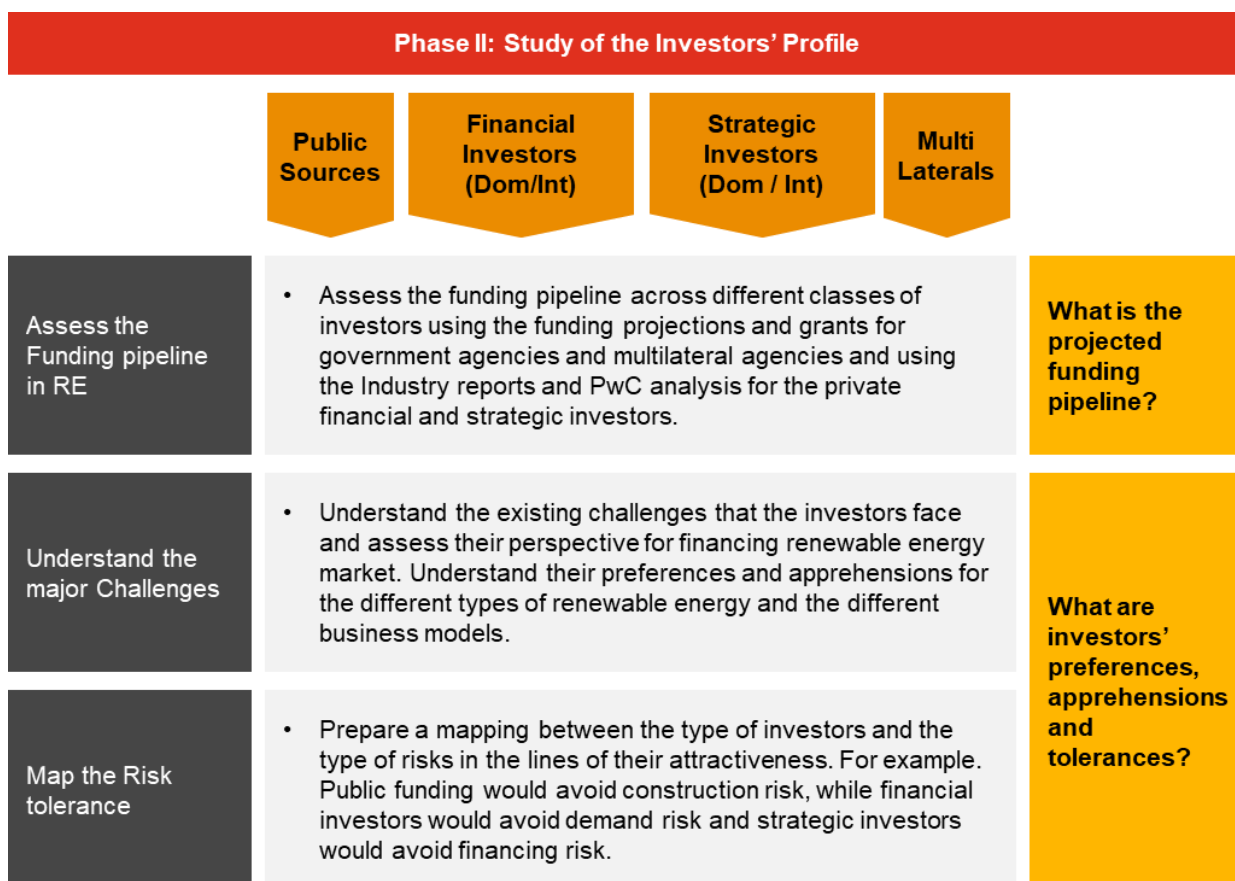 Phase II: Study of the Investors’ Profile
Public
Sources
Financial
Investors
(Dom/Int)
Strategic
Investors
(Dom / Int)
Multi
Laterals
Assess the
Funding pipeline
in RE
• Assess the funding pipeline across different classes of
investors using the funding projections and grants for
government agencies and multilateral agencies and using
the Industry reports and PwC analysis for the private
financial and strategic investors.
What is the
projected
funding
pipeline?
Understand the
major Challenges
• Understand the existing challenges that the investors face
and assess their perspective for financing renewable energy
market. Understand their preferences and apprehensions for
the different types of renewable energy and the different
business models.
What are
investors’
preferences,
apprehensions
and
tolerances?
Map the Risk
tolerance
• Prepare a mapping between the type of investors and the
type of risks in the lines of their attractiveness. For example.
Public funding would avoid construction risk, while financial
investors would avoid demand risk and strategic investors
would avoid financing risk.